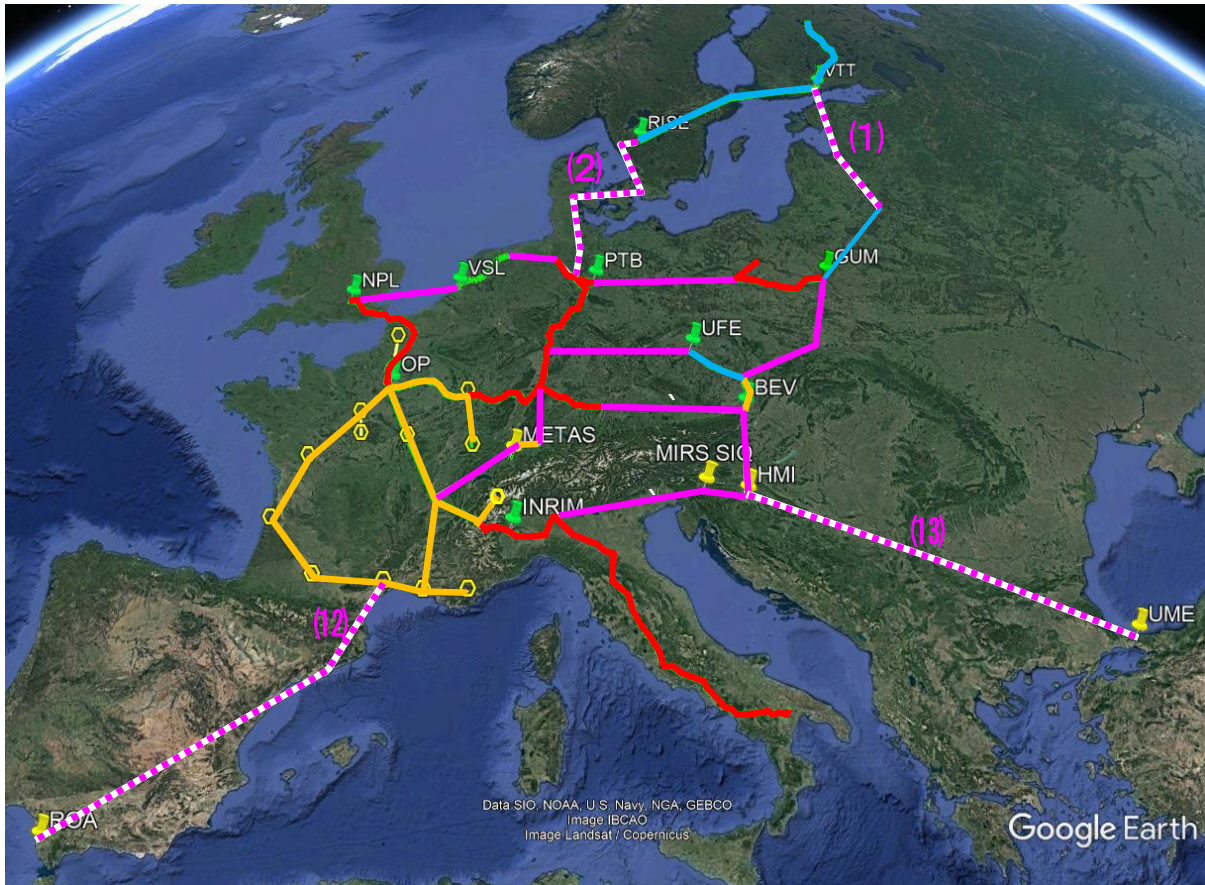 VTT
RISE
(1)
(2)
VSL
PTB
GUM
NPL
UFE
OP
BEV
METAS
MIRS SIQ
HMI
INRIM
(13)
UME
(12)
ROA
Data SIO, NOAA, U.S. Navy, NGA, GEBCO
Image IBCAO
Image Landsat / Copernicus
Google Earth